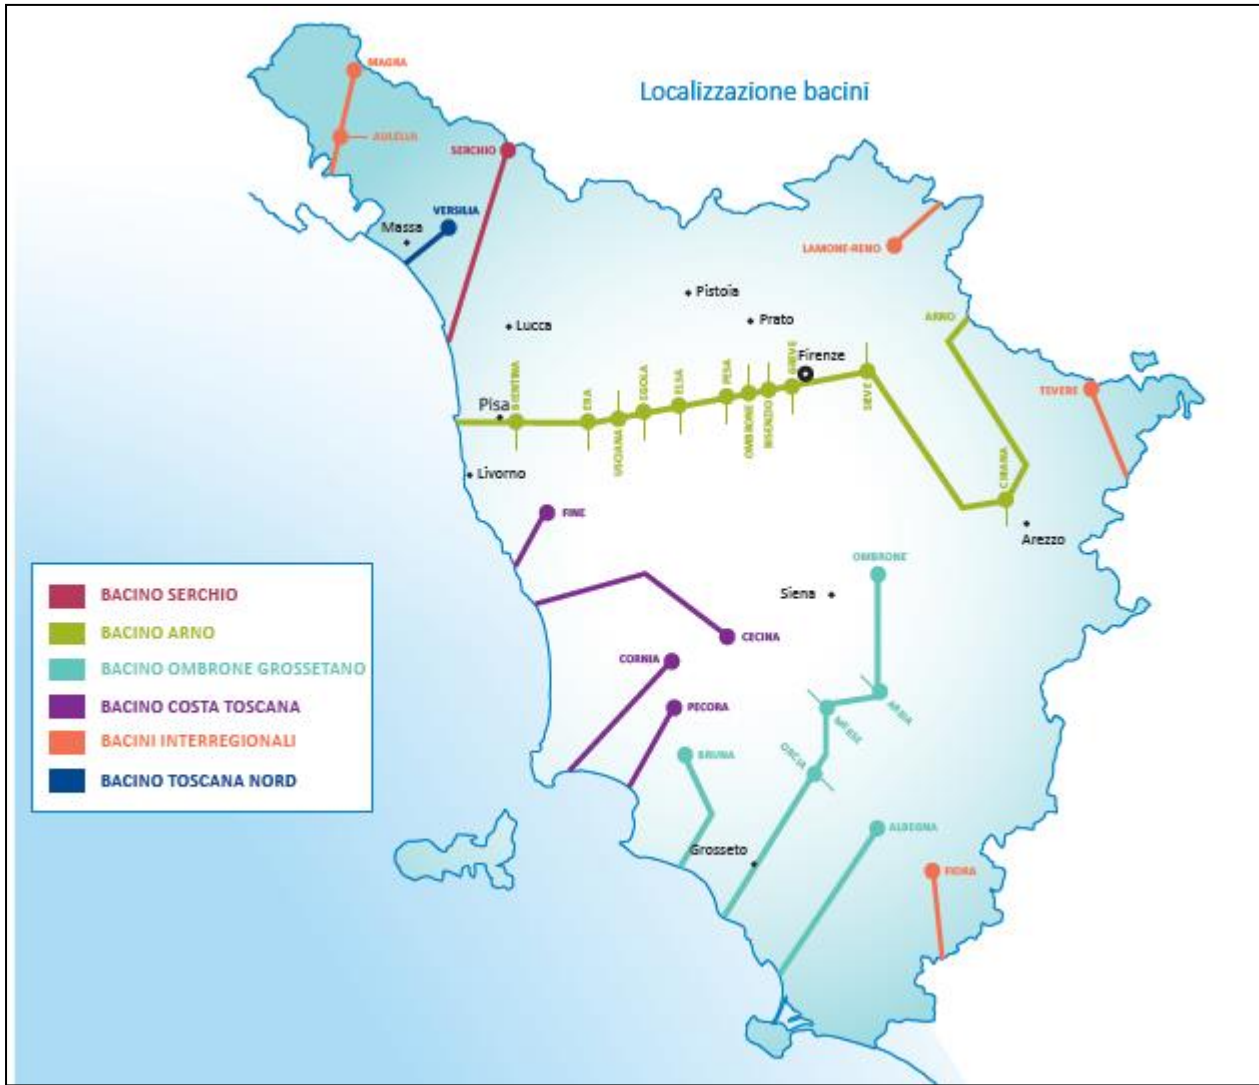 Localizzazione bacini
MAGRA
AULELLA
SERCHIO
VERSILIA
Massa
LAMONE-RENO
Pistoia
Prato
Lucca
ARNO
Firenze
TEVERE
Pisa
BIENTINA
ERA
USCIANA
EGOLA
ELSA
PESA
OMBRONE
BISENZIO
GREVE
SIEVE
CHIANA
Livorno
FINE
Arezzo
OMBRONE
Siena
CECINA
CORNIA
PECORA
ARBIA
MERSE
ORCIA
BRUNA
ALBEGNA
Grosseto
FIORA
BACINO SERCHIO
BACINO ARNO
BACINO OMBRONE GROSSETANO
BACINO COSTA TOSCANA
BACINI INTERREGIONALI
BACINO TOSCANA NORD